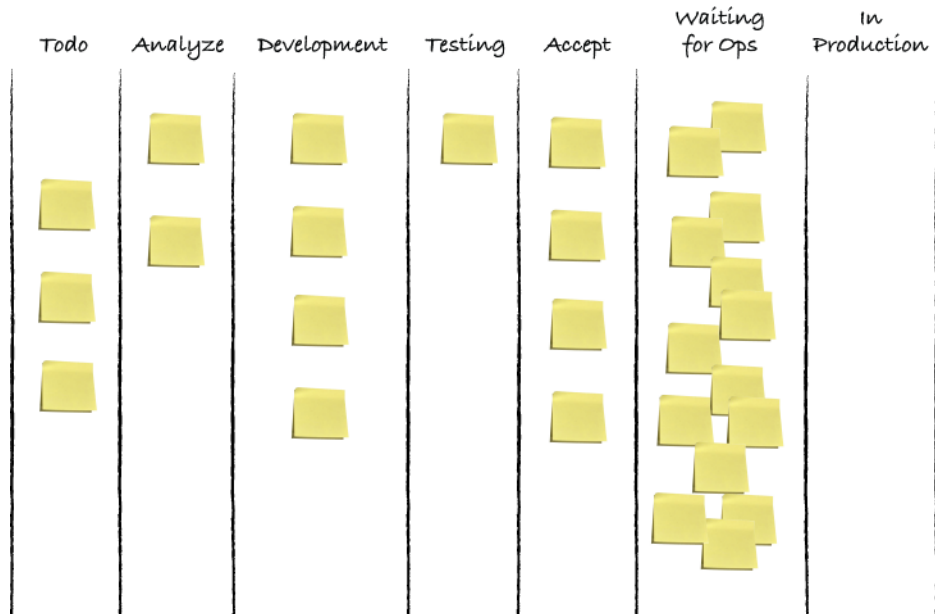 Todo
Analyze
Development
Testing
Accept
Waiting
for Ops
In
Production